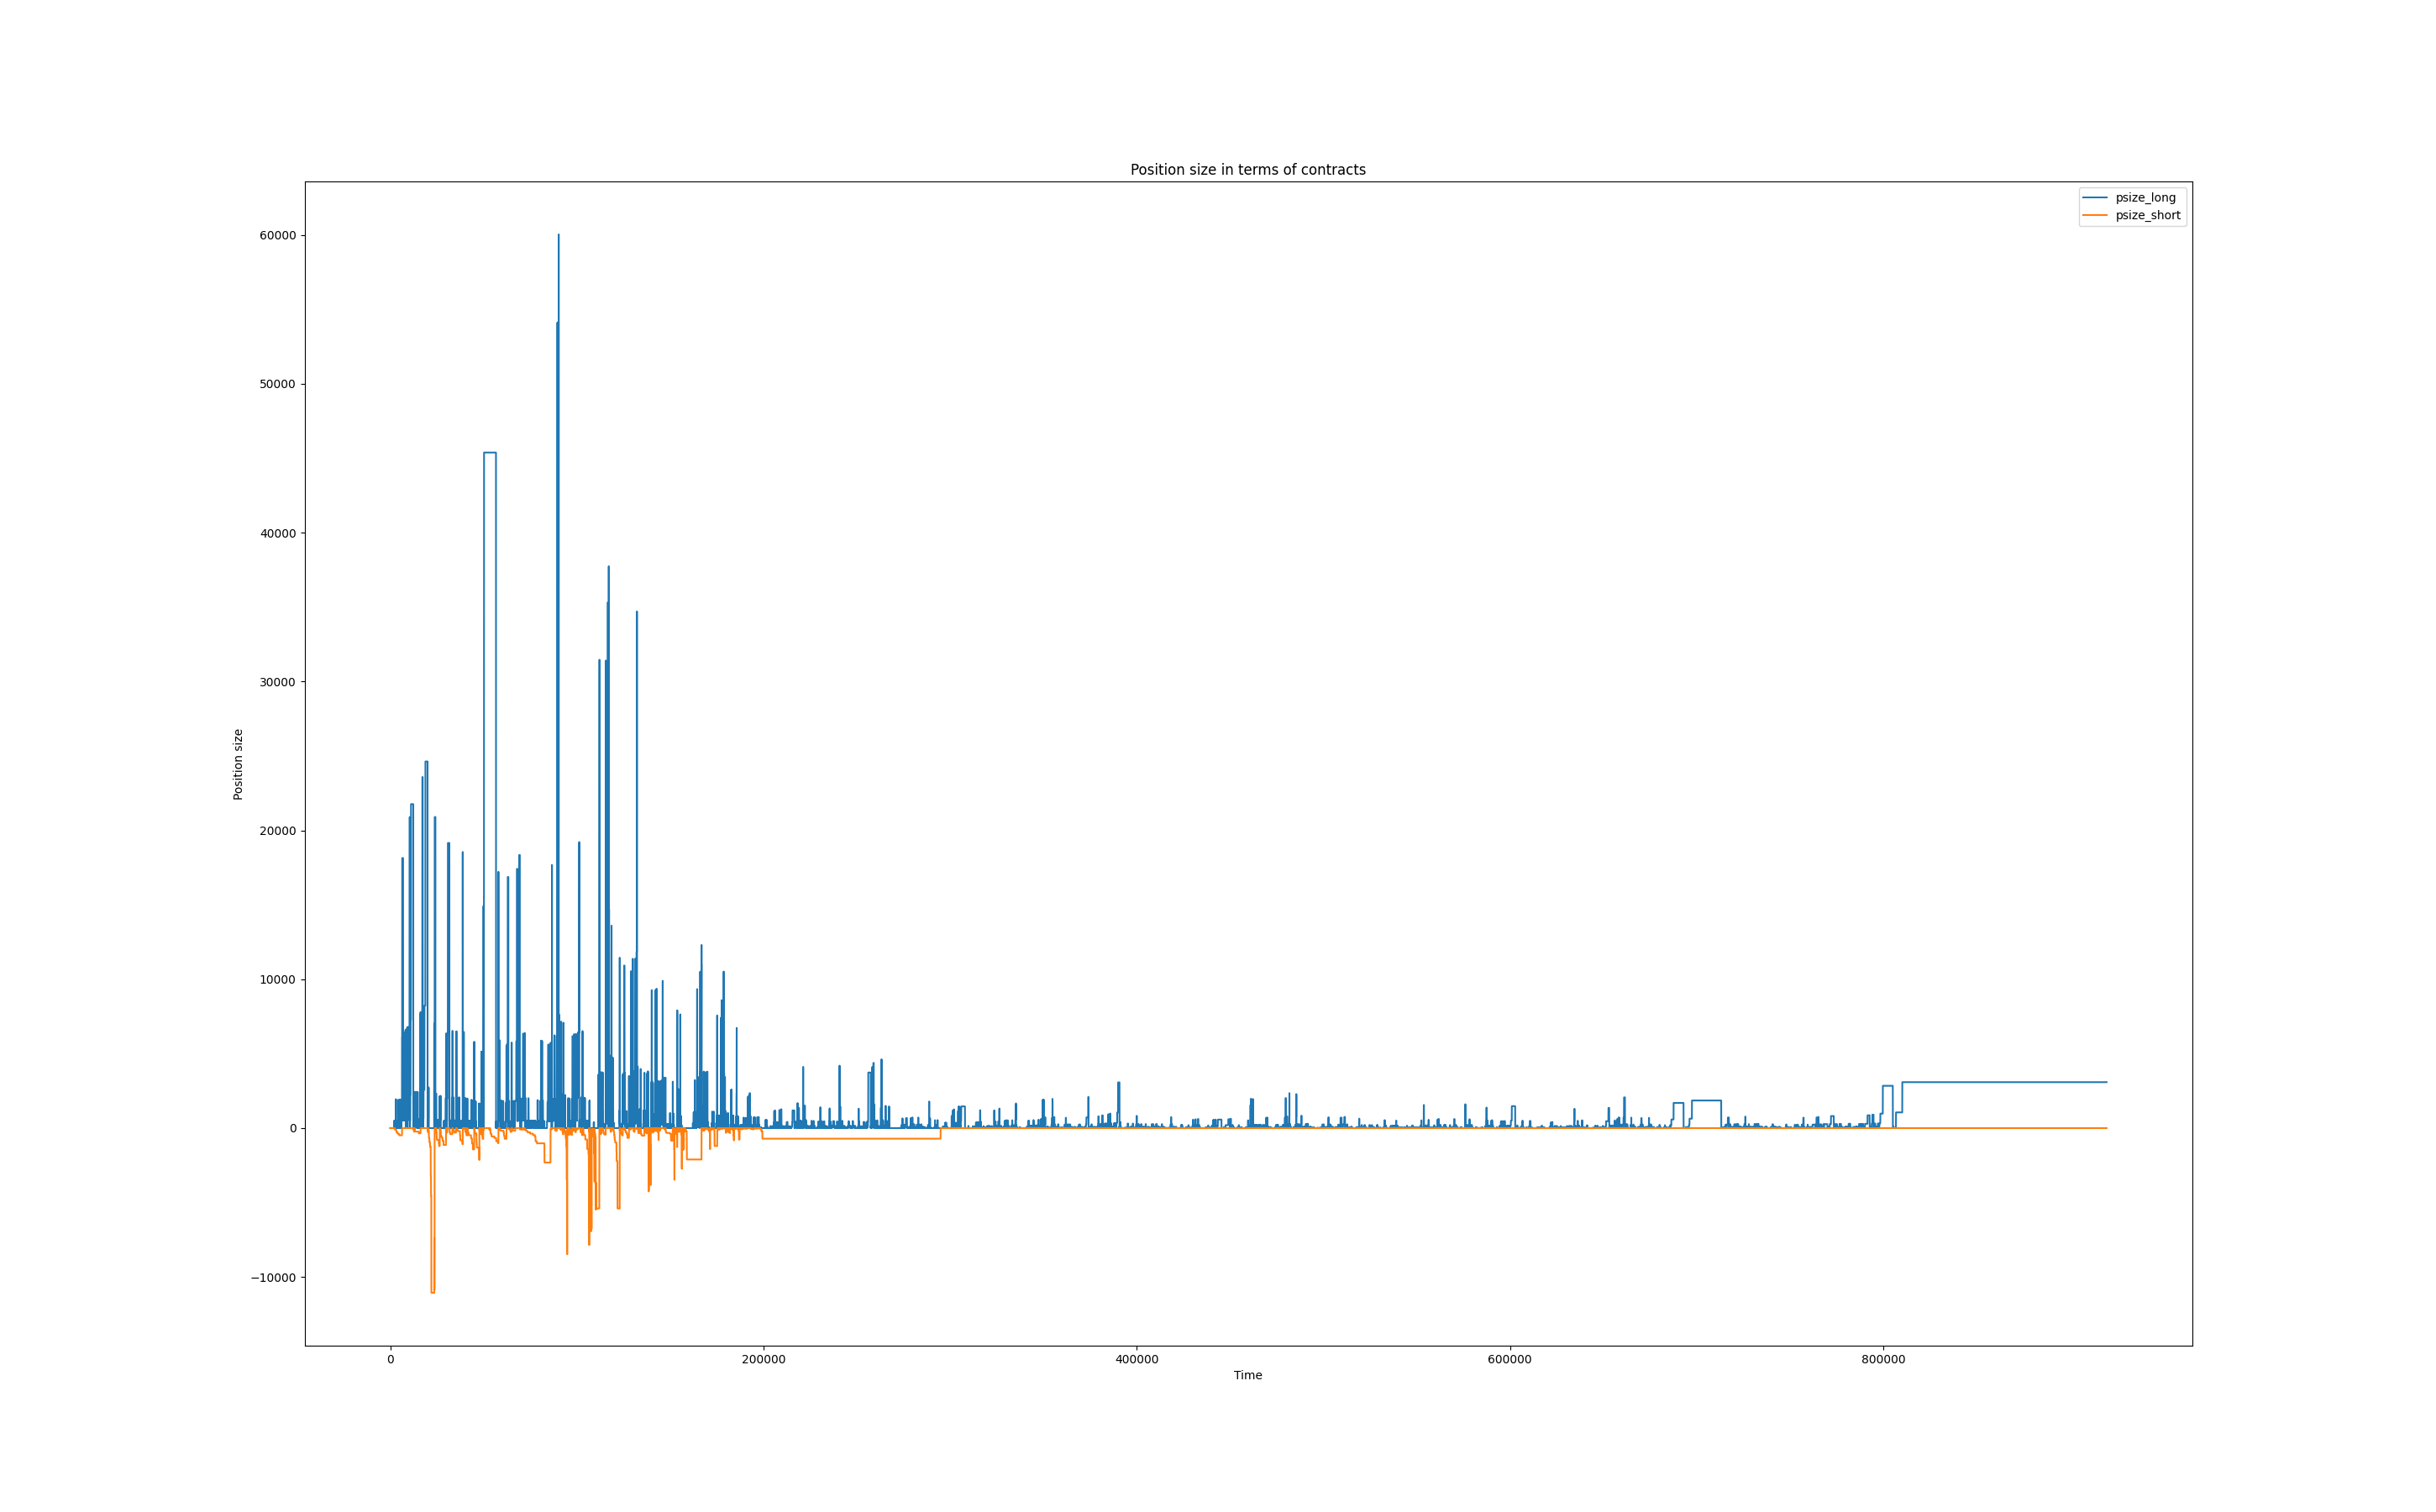 Position size in terms of contracts
psize_long
psize_short
60000
50000
40000
30000
20000
10000
0
−10000
Position size
0 200000 400000 600000 800000
Time